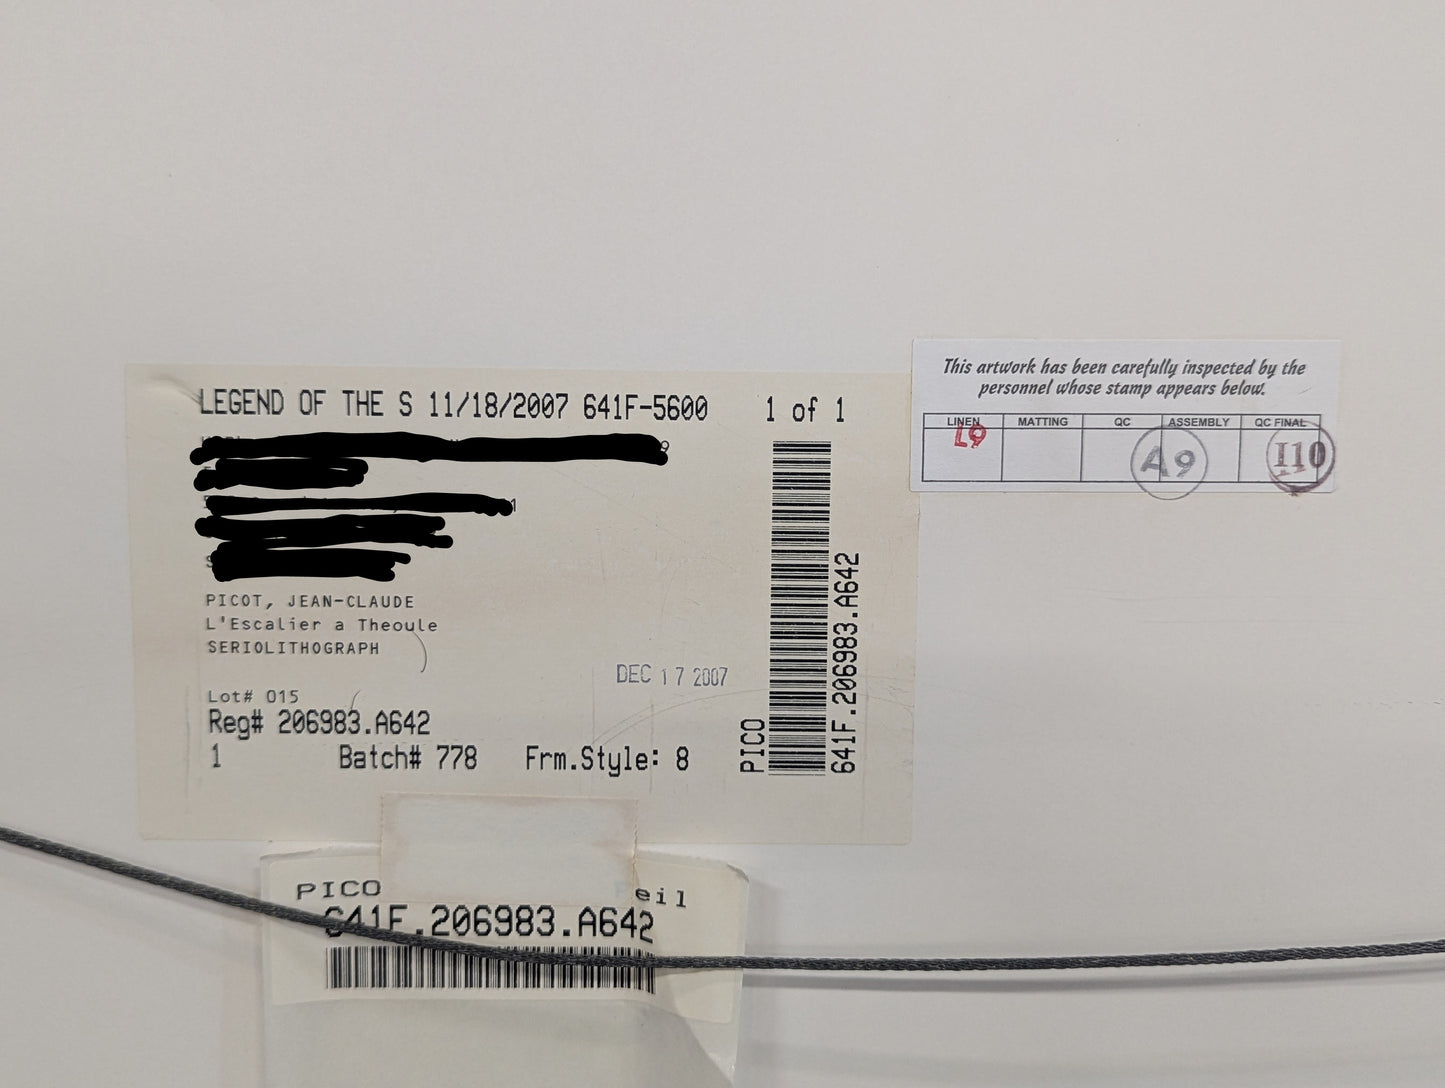 LEGEND OF THE S 11/18/2007 641F-5600 1 of 1
9
1
PICOT, JEAN-CLAUDE
L'Escalier a Theoule
SERIOLITHOGRAPH
DEC 17 2007
Lot# 015
Reg# 206983.A642
1 Batch# 778 Frm.Style: 8
PICO
641F.206983.A642
This artwork has been carefully inspected by the
personnel whose stamp appears below.
LINEN MATTING QC ASSEMBLY QC FINAL
L9 A9 I10
PICO eil
641F.206983.A642